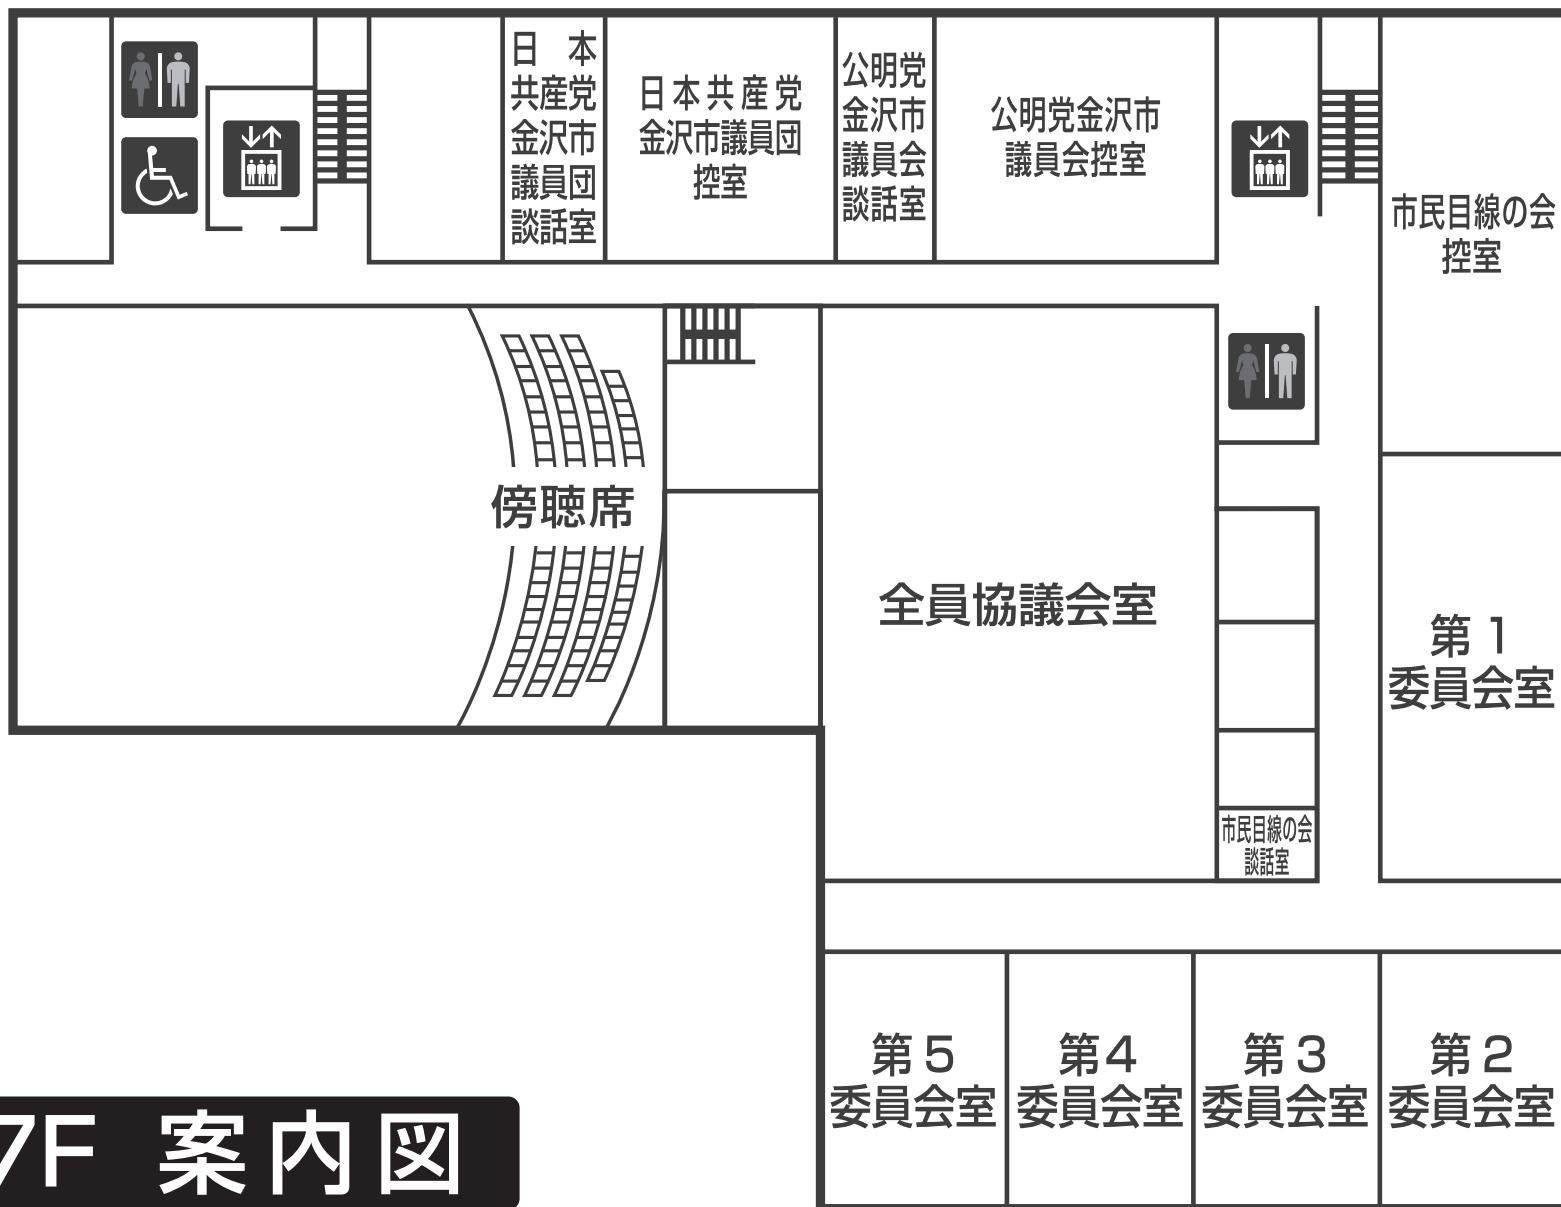 日　本
共産党
金沢市
議員団
談話室
日本共産党
金沢市議員団
控室
公明党
金沢市
議員会
談話室
公明党金沢市
議員会控室
市民目線の会
控室
傍聴席
全員協議会室
第１
委員会室
市民目線の会
談話室
第５
委員会室
第４
委員会室
第３
委員会室
第２
委員会室
7F 案内図